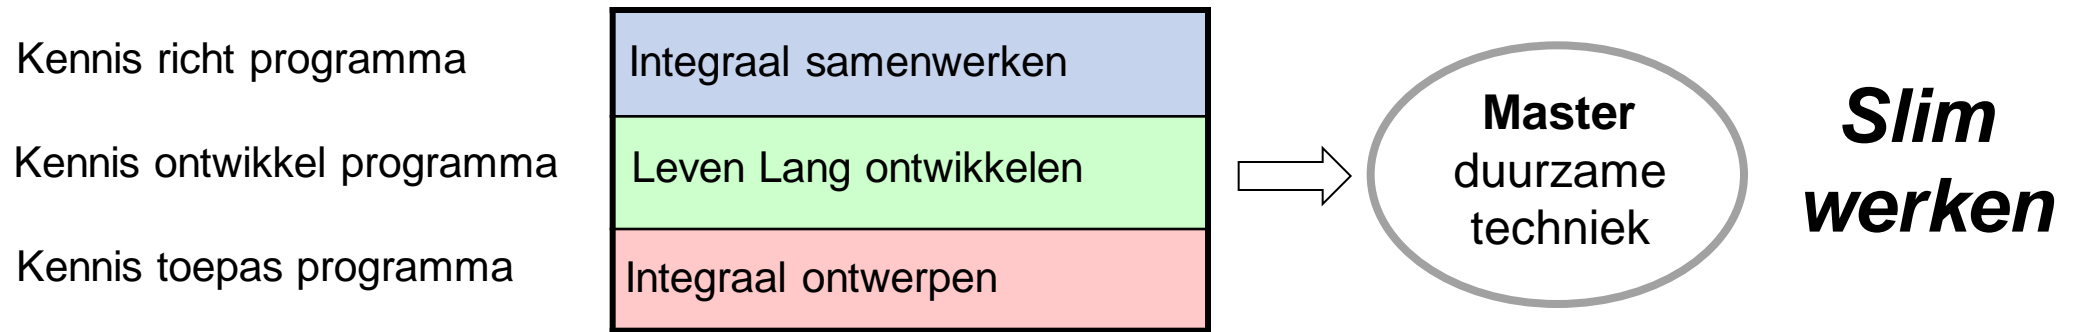 Kennis richt programma
Integraal samenwerken
Kennis ontwikkel programma
Leven Lang ontwikkelen
Kennis toepas programma
Integraal ontwerpen
Master
duurzame
techniek
Slim
werken